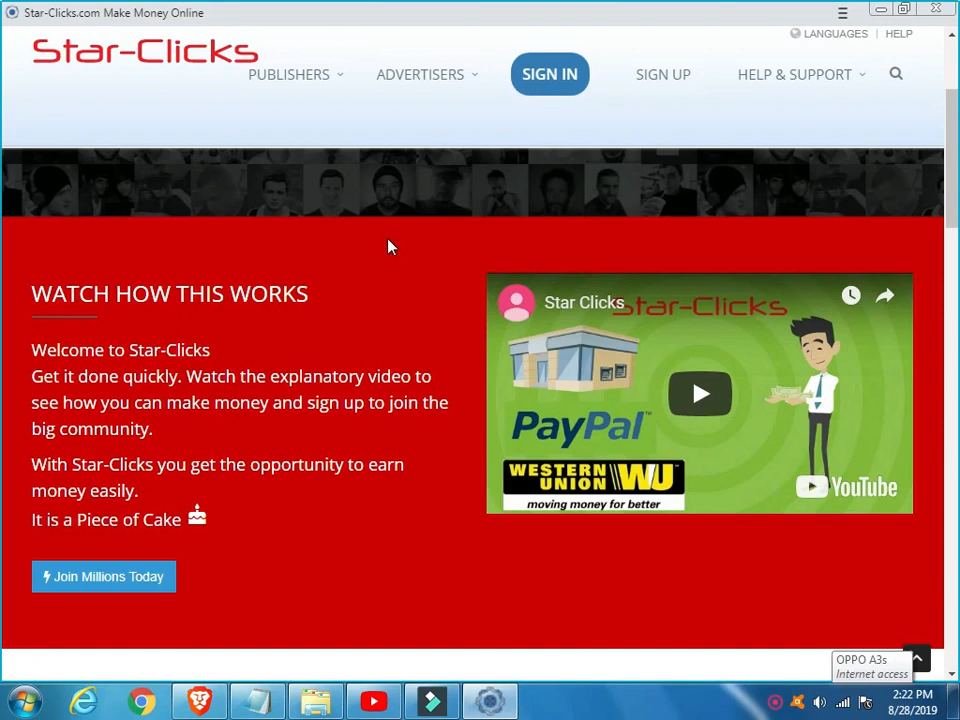 Star-Clicks.com Make Money Online
LANGUAGES | HELP
Star-Clicks
PUBLISHERS
ADVERTISERS
SIGN IN
SIGN UP
HELP & SUPPORT
WATCH HOW THIS WORKS
Welcome to Star-Clicks
Get it done quickly. Watch the explanatory video to
see how you can make money and sign up to join the
big community.
With Star-Clicks you get the opportunity to earn
money easily.
It is a Piece of Cake
Join Millions Today
Star Clicks
Star-Clicks
PayPal™
WESTERN
UNION WU
moving money for better
YouTube
OPPO A3s
Internet access
2:22 PM
8/28/2019